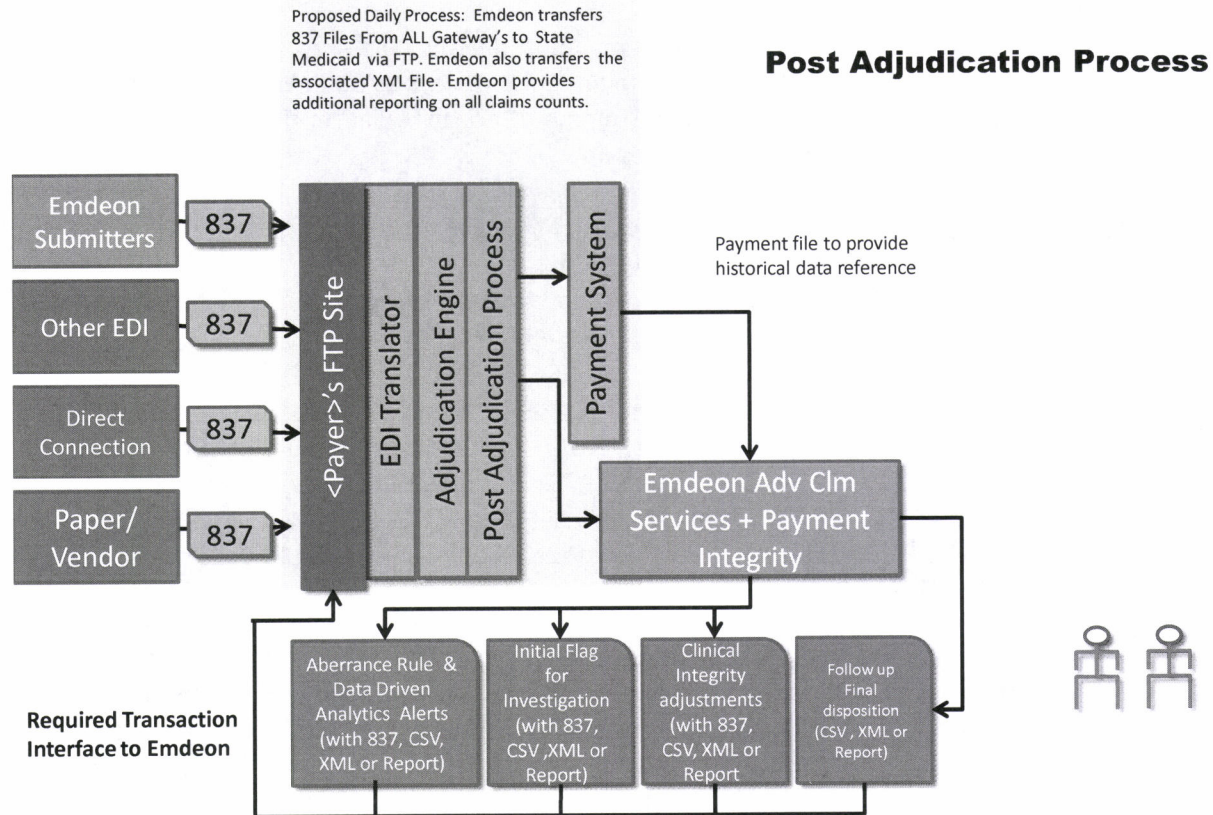 Proposed Daily Process: Emdeon transfers
837 Files From ALL Gateway's to State
Medicaid via FTP. Emdeon also transfers the
associated XML File. Emdeon provides
additional reporting on all claims counts.
Post Adjudication Process
Emdeon
Submitters
837
Other EDI
837
Direct
Connection
837
Paper/
Vendor
837
<Payer>'s FTP Site
EDI Translator
Adjudication Engine
Post Adjudication Process
Payment System
Payment file to provide
historical data reference
Emdeon Adv Clm
Services + Payment
Integrity
Required Transaction
Interface to Emdeon
Aberrance Rule &
Data Driven
Analytics Alerts
(with 837, CSV,
XML or Report)
Initial Flag
for
Investigation
(with 837,
CSV ,XML or
Report)
Clinical
Integrity
adjustments
(with 837,
CSV, XML or
Report
Follow up
Final
disposition
(CSV , XML or
Report)